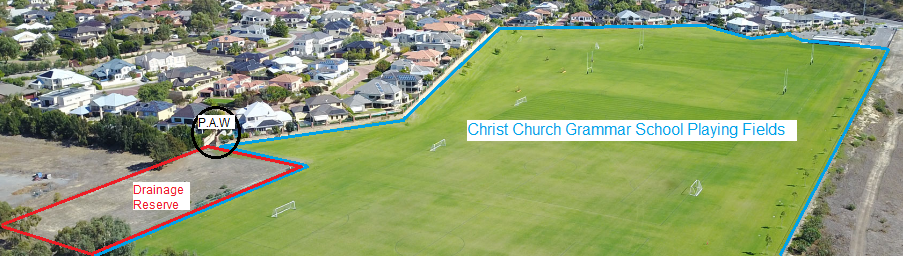 P.A.W
Christ Church Grammar School Playing Fields
Drainage
Reserve